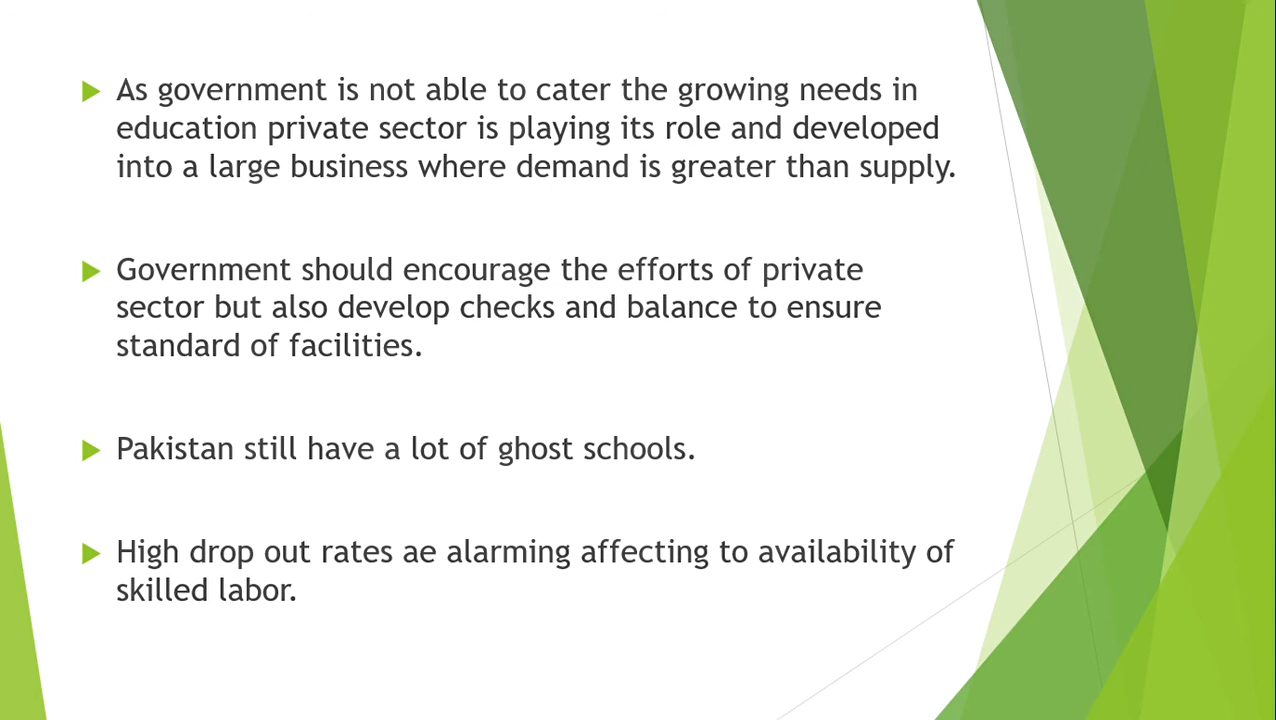 As government is not able to cater the growing needs in
education private sector is playing its role and developed
into a large business where demand is greater than supply.
Government should encourage the efforts of private
sector but also develop checks and balance to ensure
standard of facilities.
Pakistan still have a lot of ghost schools.
High drop out rates ae alarming affecting to availability of
skilled labor.